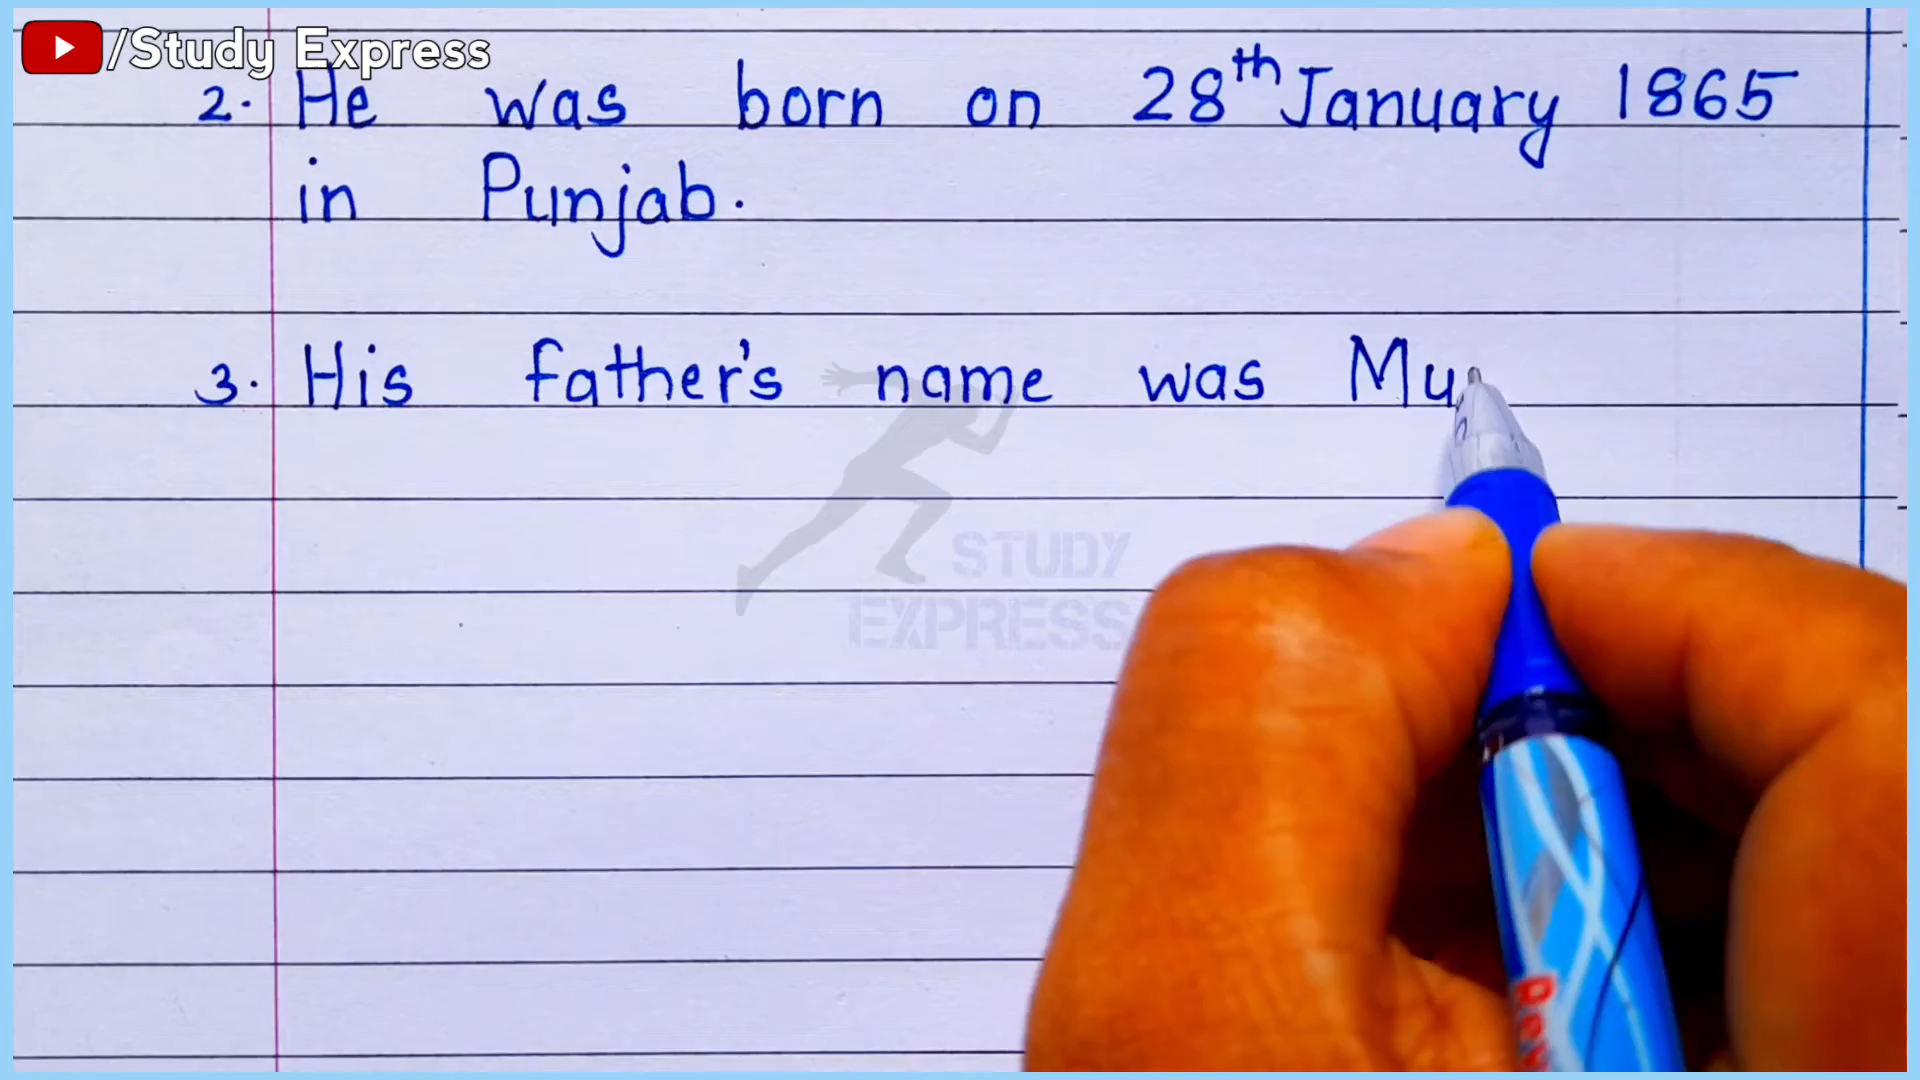 /Study Express
2. He was born on 28th January 1865
in Punjab.
3. His father's name was Mu
STUDY
EXPRESS